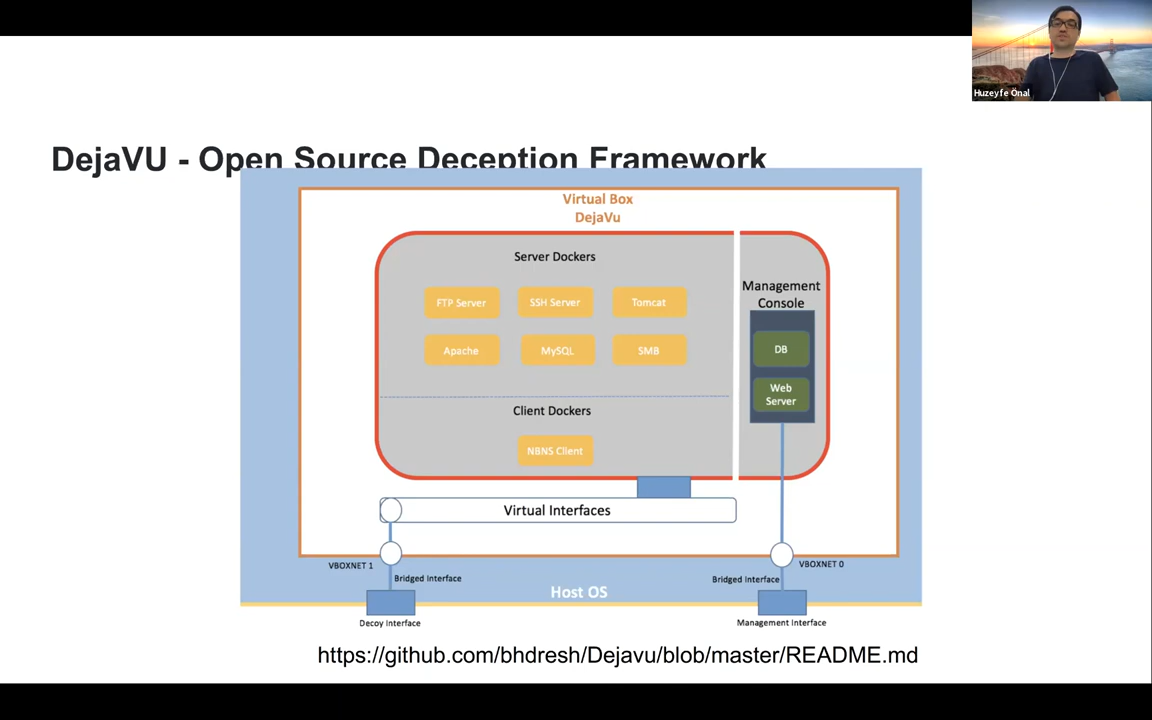 Huzeyfe Önal
DejaVU - Open Source Deception Framework
Virtual Box
DejaVu
Server Dockers
FTP Server
SSH Server
Tomcat
Apache
MySQL
SMB
Client Dockers
NBNS Client
Management
Console
DB
Web
Server
Virtual Interfaces
VBOXNET 1
VBOXNET 0
Bridged Interface
Bridged Interface
Host OS
Decoy Interface
Management Interface
https://github.com/bhdresh/Dejavu/blob/master/README.md